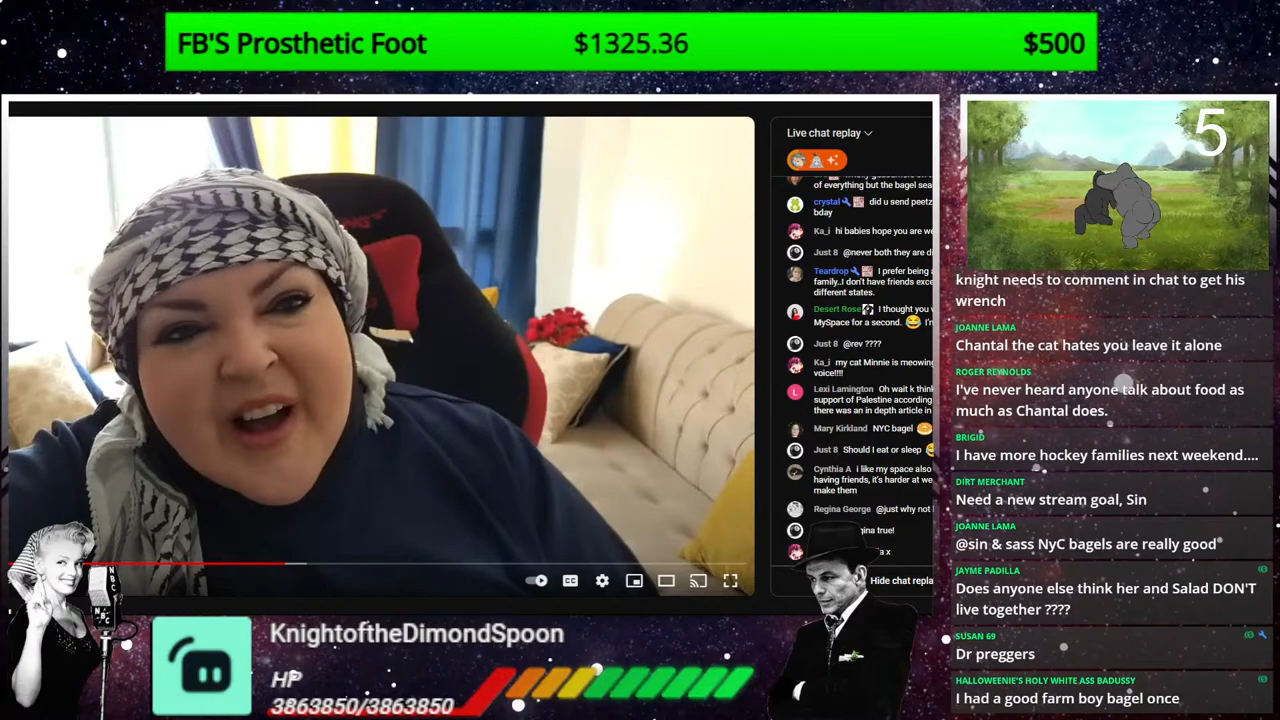 FB'S Prosthetic Foot $1325.36 $500
Live chat replay
of everything but the bagel sea
crystal did u send peetz
bday
Ka_i hi babies hope you are we
Just 8 @never both they are di
Teardrop I prefer being a
family..I don't have friends exce
different states.
Desert Rose I thought you v
MySpace for a second. 😂 I'n
Just 8 @rev ????
Ka_i my cat Minnie is meowing
voice!!!!
Lexi Lamington Oh wait k think
support of Palestine according
there was an in depth article in
Mary Kirkland NYC bagel 🥯
Just 8 Should I eat or sleep 😂
Cynthia A i like my space also
having friends, it's harder at we
make them
Regina George @just why not
gina true!
a x
Hide chat repla
5
knight needs to comment in chat to get his
wrench
JOANNE LAMA
Chantal the cat hates you leave it alone
ROGER REYNOLDS
I've never heard anyone talk about food as
much as Chantal does.
BRIGID
I have more hockey families next weekend....
DIRT MERCHANT
Need a new stream goal, Sin
JOANNE LAMA
@sin & sass NyC bagels are really good
JAYME PADILLA
Does anyone else think her and Salad DON'T
live together ????
SUSAN 69
Dr preggers
HALLOWEENIE'S HOLY WHITE ASS BADUSSY
I had a good farm boy bagel once
NBC
KnightoftheDimondSpoon
HP
3863850/3863850